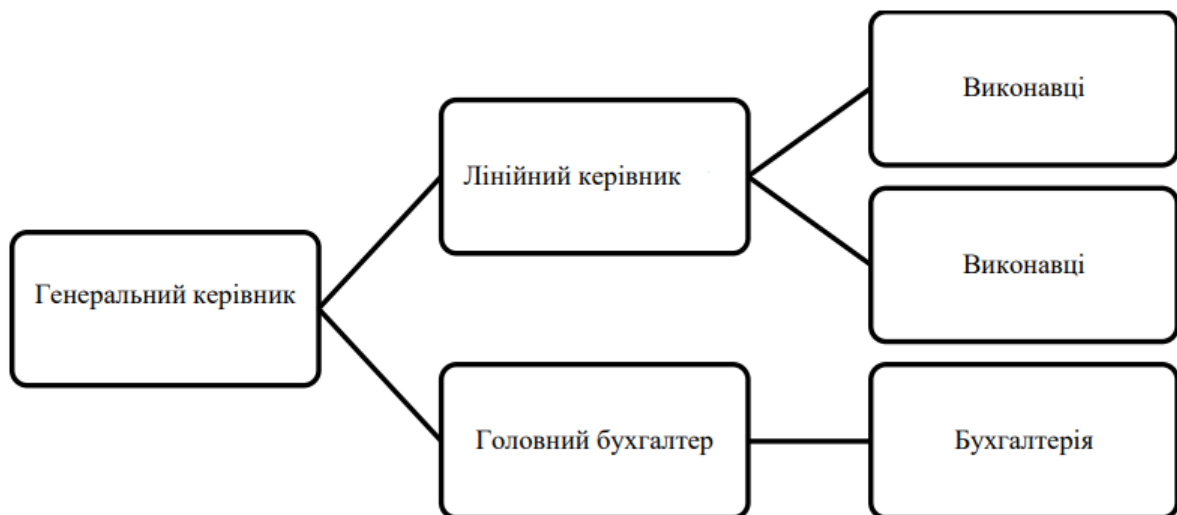 Генеральний керівник
Лінійний керівник
Головний бухгалтер
Виконавці
Виконавці
Бухгалтерія